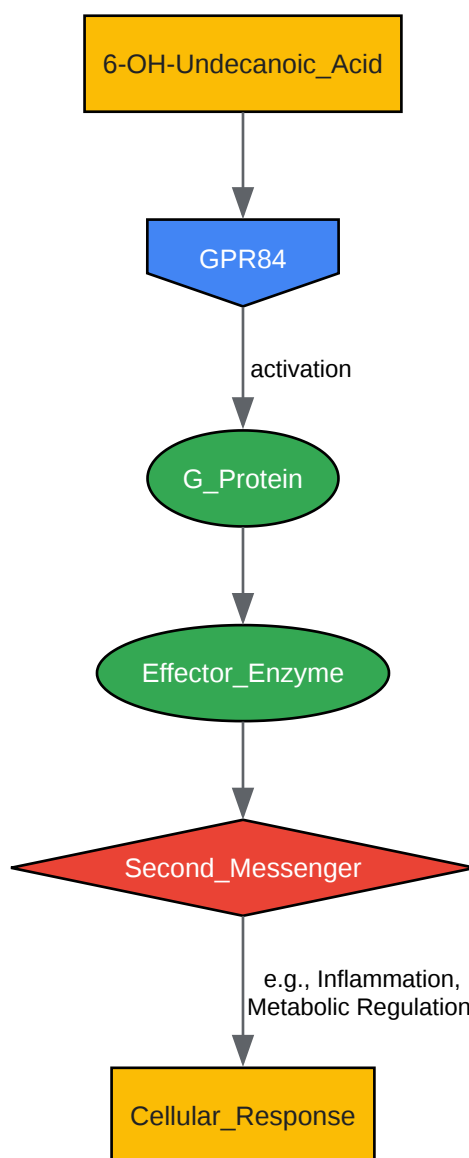 6-OH-Undecanoic_Acid
GPR84
activation
G_Protein
Effector_Enzyme
Second_Messenger
e.g., Inflammation,
Metabolic Regulation
Cellular_Response